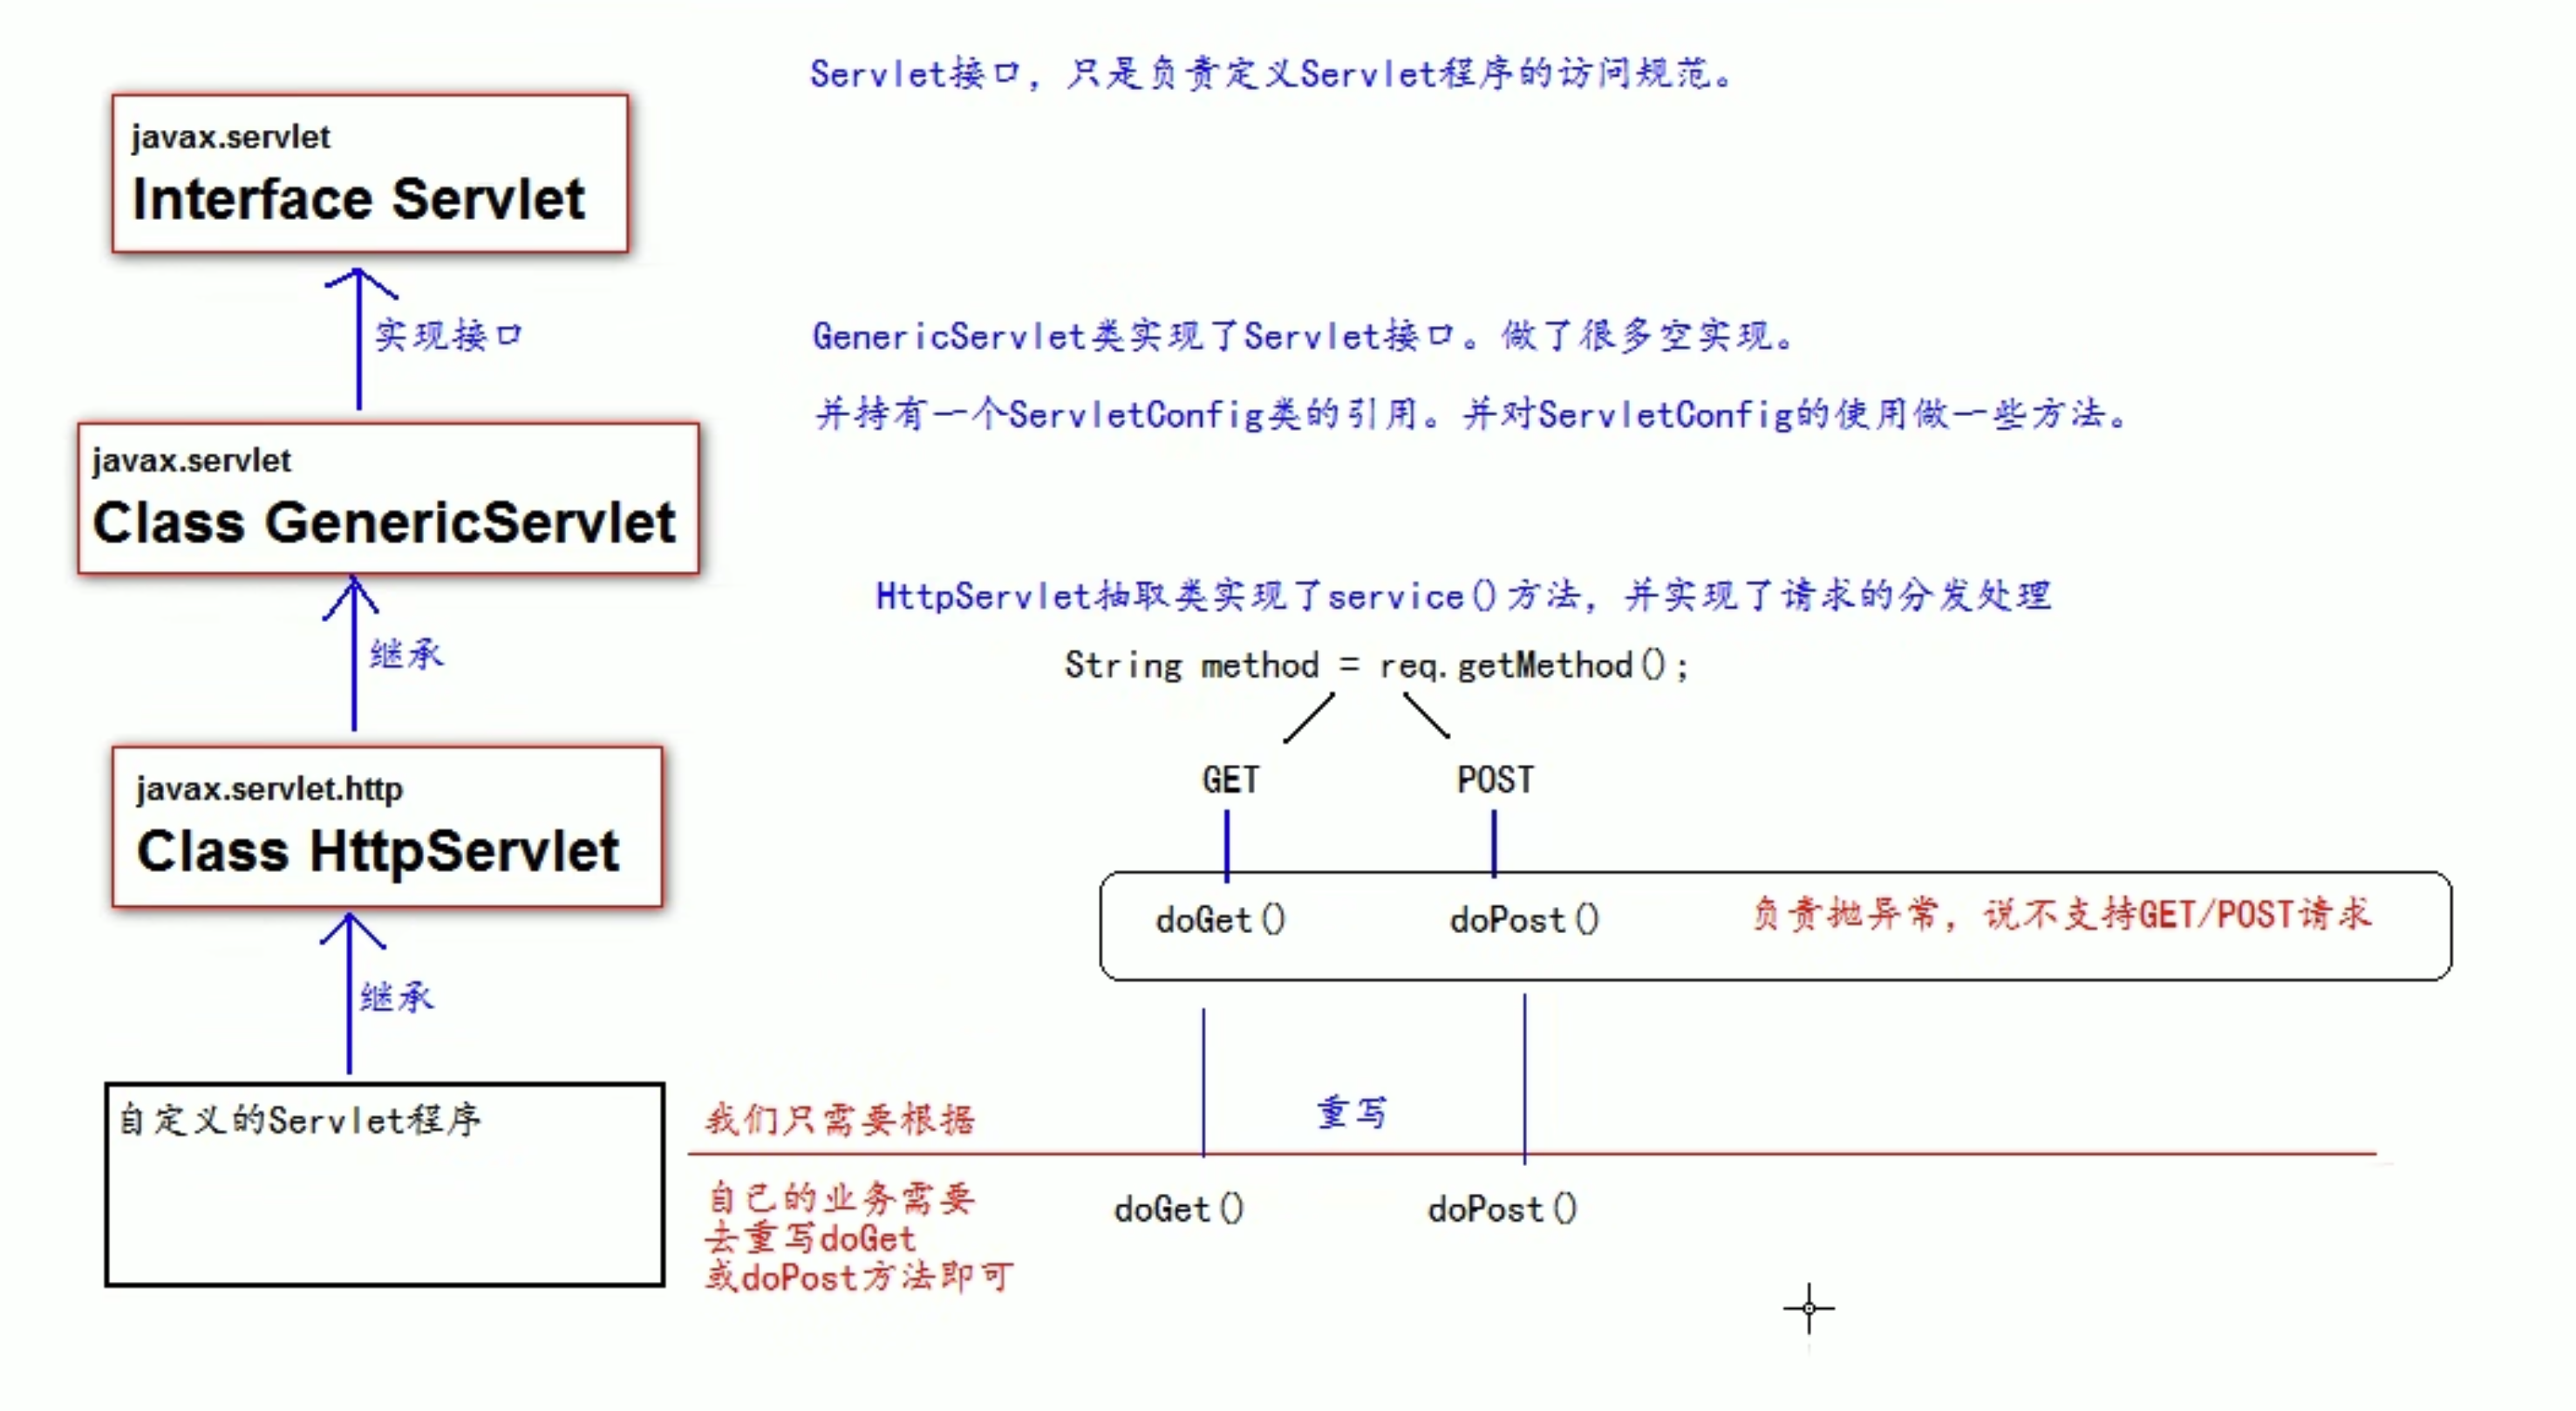 Servlet接口，只是负责定义Servlet程序的访问规范。
javax.servlet
Interface Servlet
实现接口
GenericServlet类实现了Servlet接口。做了很多空实现。
并持有一个ServletConfig类的引用。并对ServletConfig的使用做一些方法。
javax.servlet
Class GenericServlet
继承
HttpServlet抽取类实现了service()方法，并实现了请求的分发处理
String method = req.getMethod();
GET
POST
javax.servlet.http
Class HttpServlet
doGet()
doPost()
负责抛异常，说不支持GET/POST请求
继承
自定义的Servlet程序
我们只需要根据
重写
自己的业务需要
去重写doGet
或doPost方法即可
doGet()
doPost()